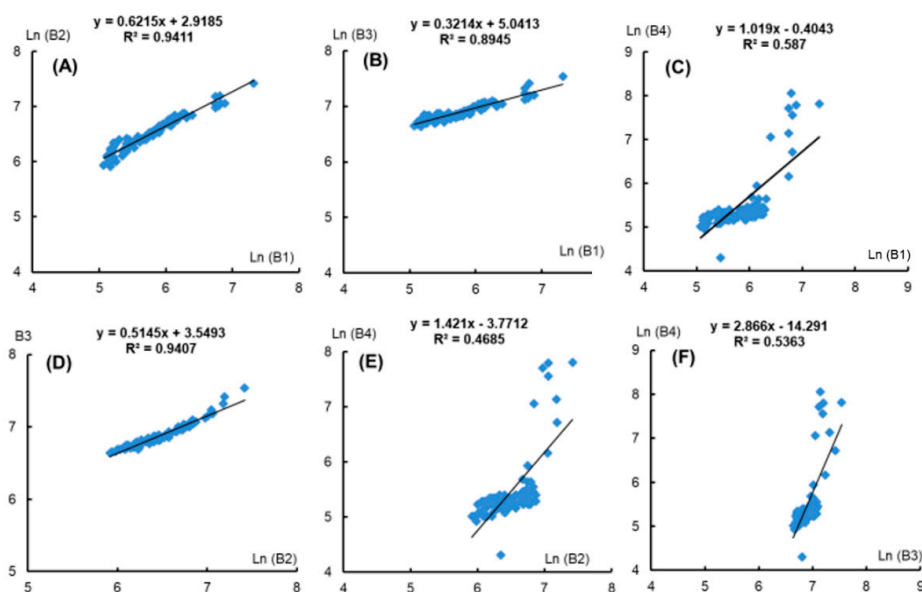 y = 0.6215x + 2.9185
R² = 0.9411
Ln (B2)
(A)
8
7
6
5
4
4
5
6
7
8
Ln (B1)
y = 0.3214x + 5.0413
R² = 0.8945
Ln (B3)
(B)
8
7
6
5
4
4
5
6
7
Ln (B1)
y = 1.019x - 0.4043
R² = 0.587
Ln (B4)
(C)
9
8
7
6
5
4
4
5
6
7
8
9
Ln (B1)
y = 0.5145x + 3.5493
R² = 0.9407
B3
(D)
8
7
6
5
5
6
7
8
Ln (B2)
y = 1.421x - 3.7712
R² = 0.4685
Ln (B4)
(E)
8
7
6
5
4
4
5
6
7
8
Ln (B2)
y = 2.866x - 14.291
R² = 0.5363
Ln (B4)
(F)
9
8
7
6
5
4
4
5
6
7
8
9
Ln (B3)